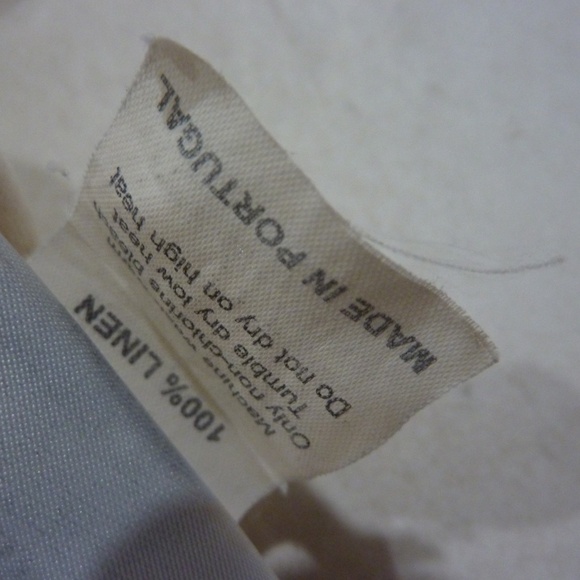 100% LINEN
Machine
Only non-chlorine
Tumble dry low heat
Do not dry on high heat
MADE IN PORTUGAL